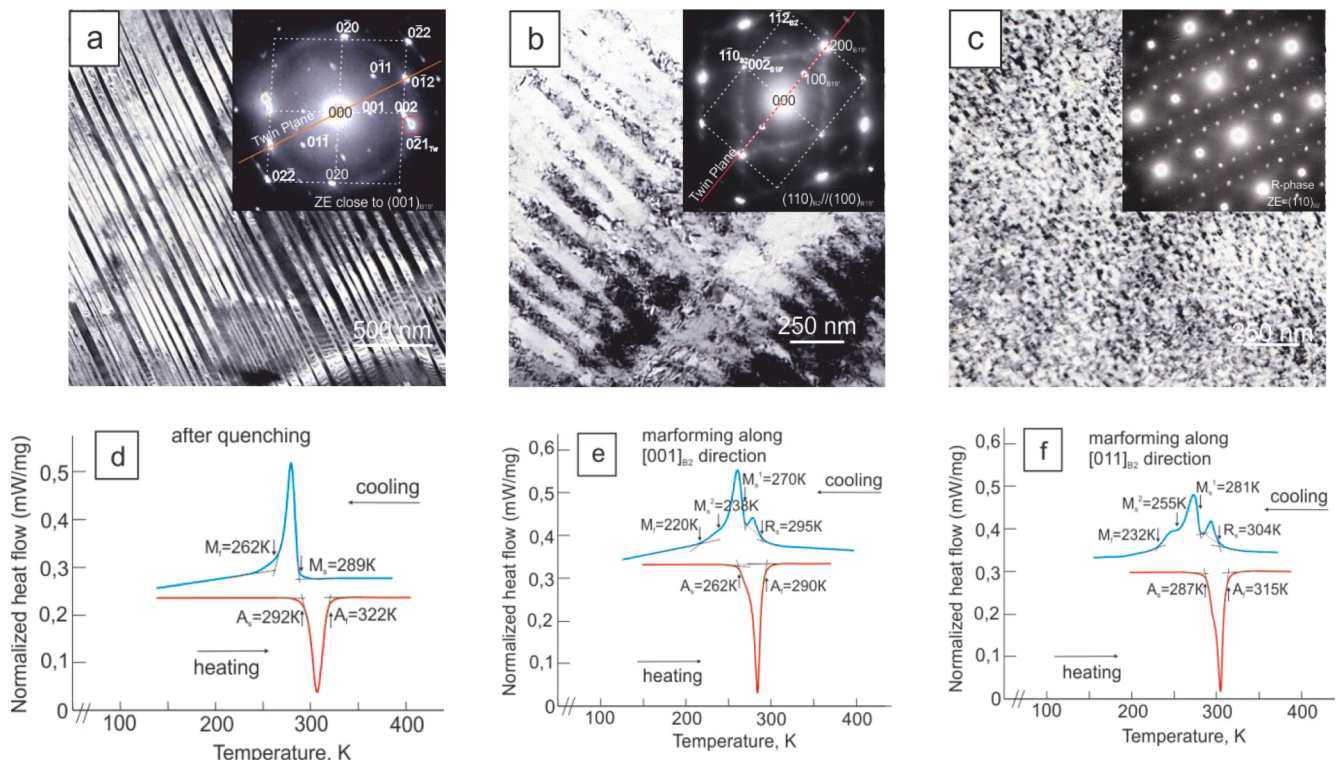 a
02̅0
02̅2
01̅1
01̅2
000
001
002
Twin Plane
011̅
02̅1Tw
022
020
ZE close to (001)B19'
500 nm
b
11̅2̅B2
11̅0B2
002̅B19'
200B19'
100B19'
000
Twin Plane
(110)B2//(100)B19'
250 nm
c
R-phase
250 nm
d
after quenching
cooling
Mf=262K
Ms=289K
As=292K
Af=322K
heating
Normalized heat flow (mW/mg)
0,5
0,4
0,3
0,2
0,1
0
100
200
300
400
Temperature, K
e
marforming along
[001]B2 direction
Ms1=270K
cooling
Ms2=238K
Mf=220K
Rs=295K
As=262K
Af=290K
heating
Normalized heat flow (mW/mg)
0,6
0,5
0,4
0,3
0,2
0,1
0
100
200
300
400
Temperature, K
f
marforming along
[011]B2 direction
Ms1=281K
cooling
Ms2=255K
Mf=232K
Rs=304K
As=287K
Af=315K
heating
Normalized heat flow (mW/mg)
0,6
0,5
0,4
0,3
0,2
0,1
0
100
200
300
400
Temperature, K